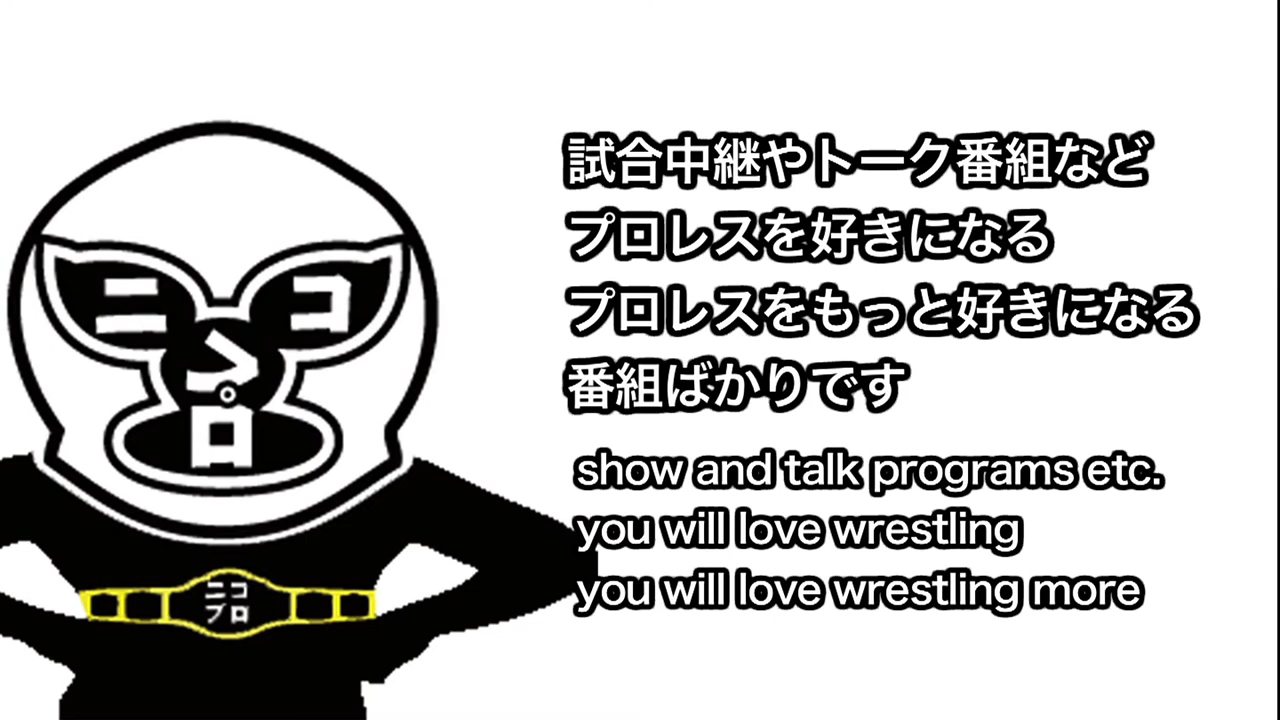 ニコ
プ
ロ
ニコ
プロ
試合中継やトーク番組など
プロレスを好きになる
プロレスをもっと好きになる
番組ばかりです
show and talk programs etc.
you will love wrestling
you will love wrestling more